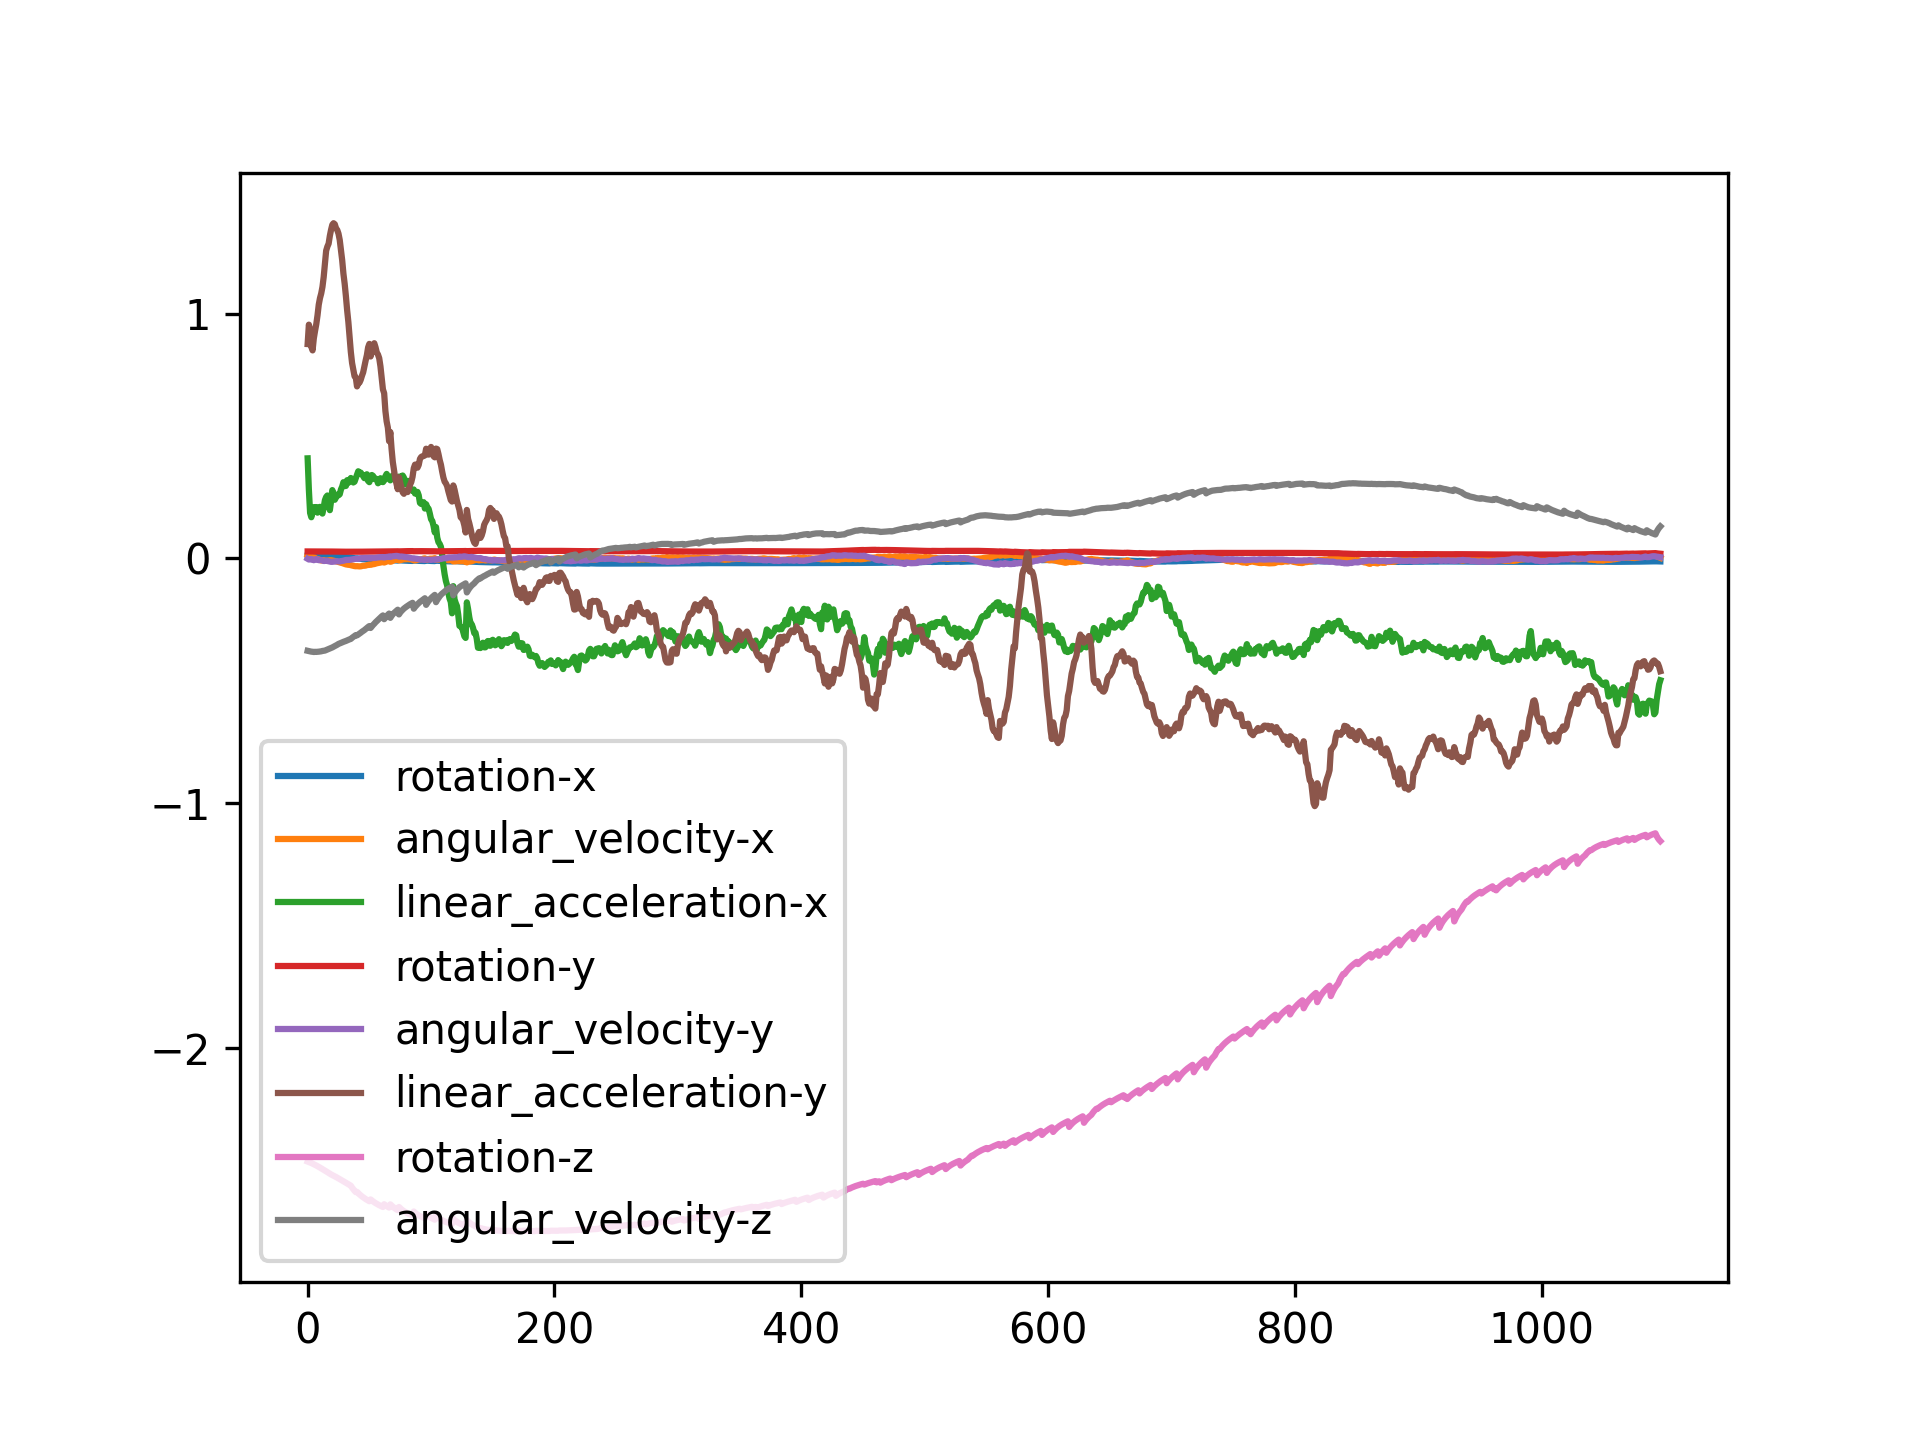 1
0
−1
−2
rotation-x
angular_velocity-x
linear_acceleration-x
rotation-y
angular_velocity-y
linear_acceleration-y
rotation-z
angular_velocity-z
0 200 400 600 800 1000